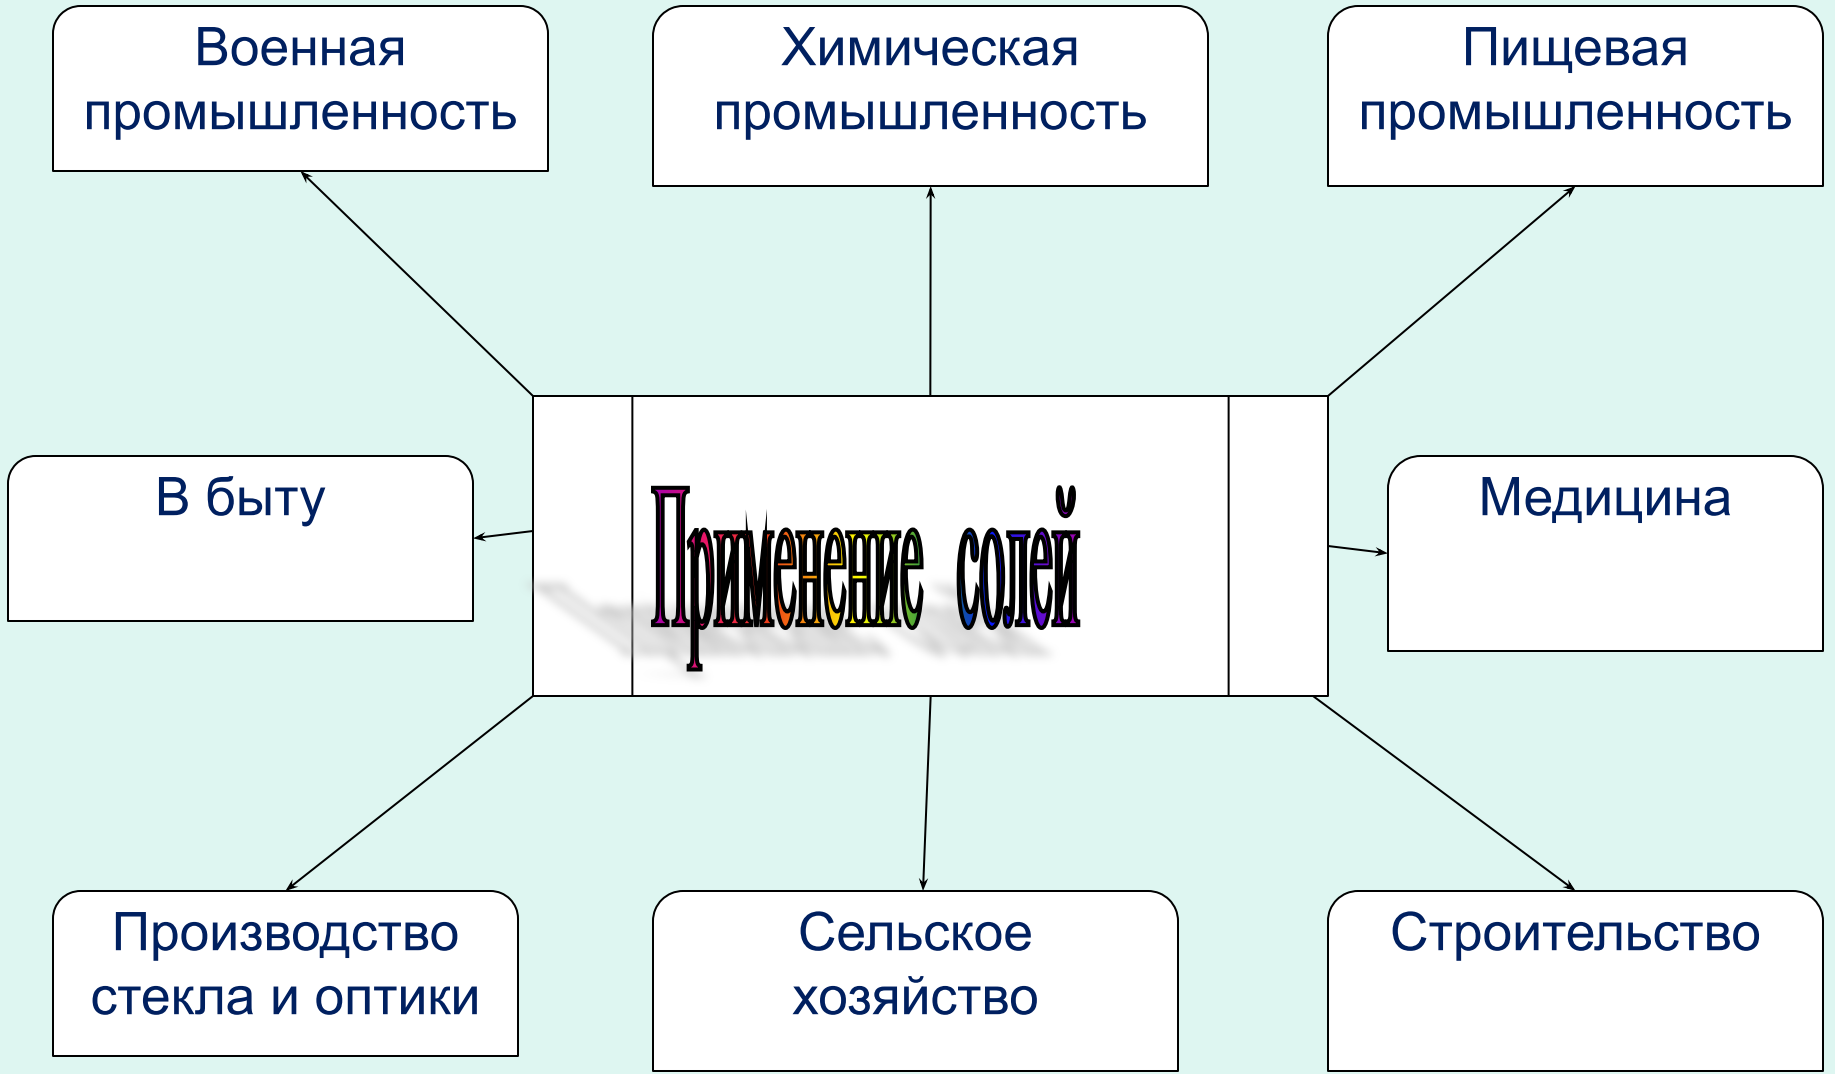 Военная
промышленность
Химическая
промышленность
Пищевая
промышленность
В быту
Применение солей
Медицина
Производство
стекла и оптики
Сельское
хозяйство
Строительство